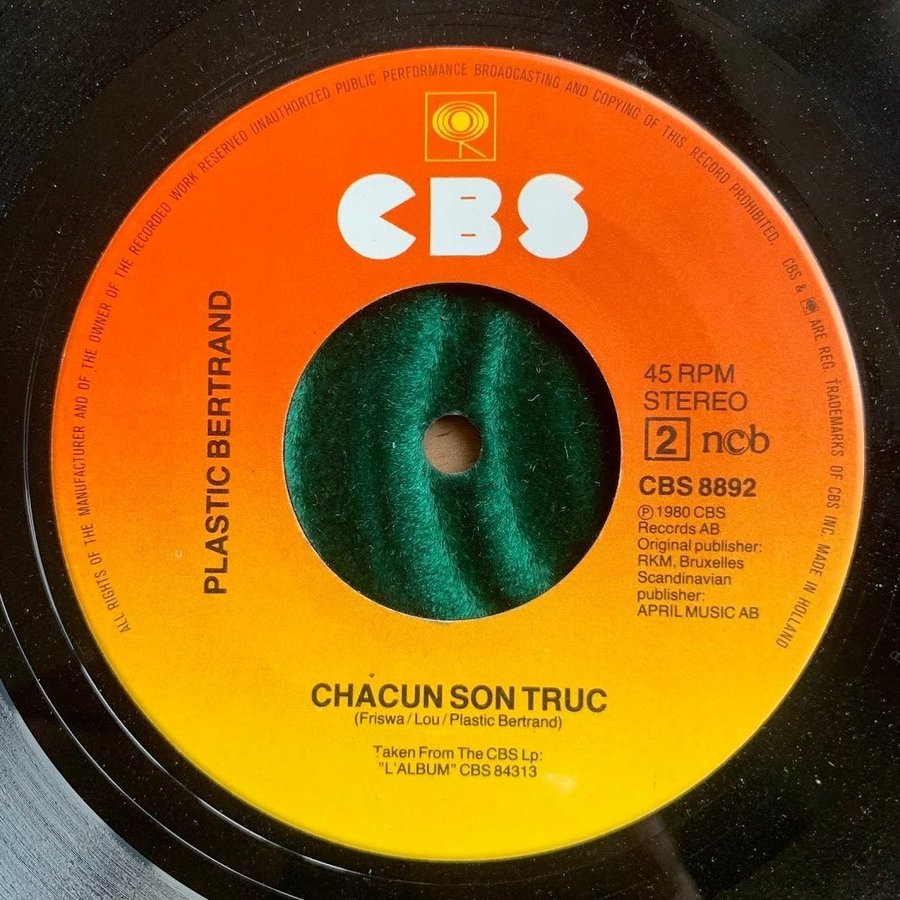 ALL RIGHTS OF THE MANUFACTURER AND OF THE OWNER OF THE RECORDED WORK RESERVED UNAUTHORIZED PUBLIC PERFORMANCE BROADCASTING AND COPYING OF THIS RECORD PROHIBITED. CBS & ARE REG. TRADEMARKS OF CBS INC. MADE IN HOLLAND
CBS
PLASTIC BERTRAND
45 RPM
STEREO
2 ncb
CBS 8892
Ⓟ 1980 CBS
Records AB
Original publisher:
RKM, Bruxelles
Scandinavian
publisher:
APRIL MUSIC AB
CHACUN SON TRUC
(Friswa/Lou/Plastic Bertrand)
Taken From The CBS Lp:
"L'ALBUM" CBS 84313